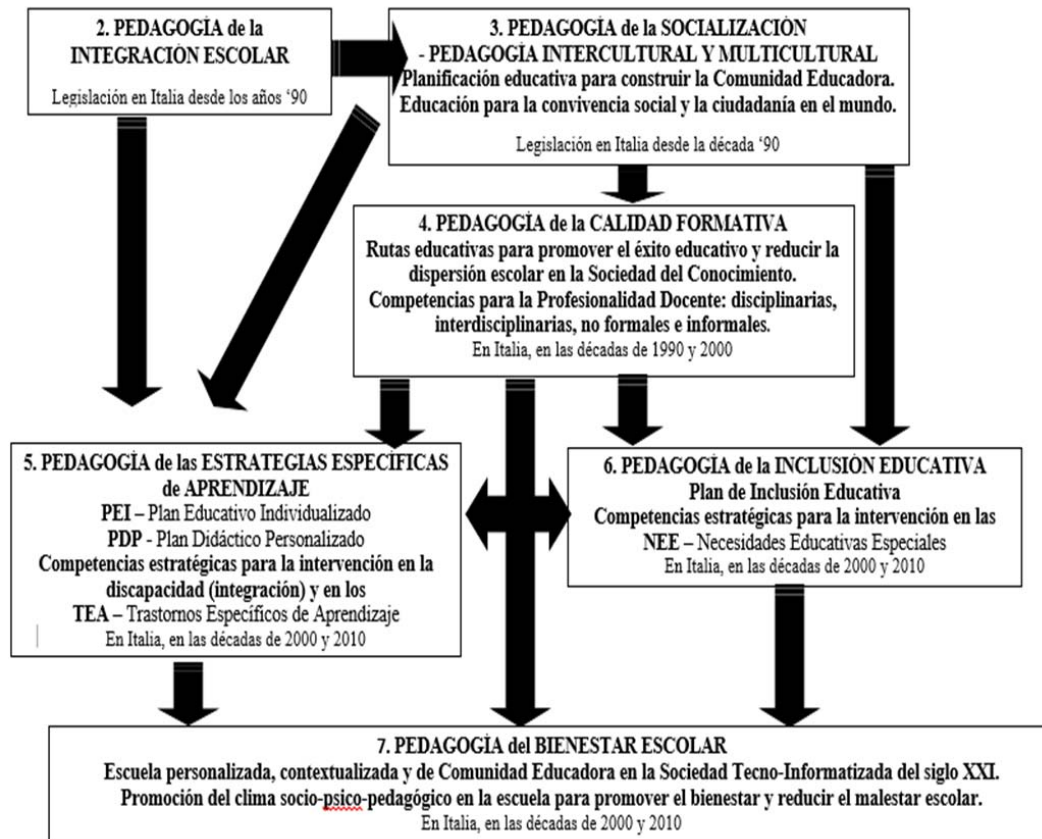 2. PEDAGOGÍA de la
INTEGRACIÓN ESCOLAR
Legislación en Italia desde los años ‘90
3. PEDAGOGÍA de la SOCIALIZACIÓN
- PEDAGOGÍA INTERCULTURAL Y MULTICULTURAL
Planificación educativa para construir la Comunidad Educadora.
Educación para la convivencia social y la ciudadanía en el mundo.
Legislación en Italia desde la década ‘90
4. PEDAGOGÍA de la CALIDAD FORMATIVA
Rutas educativas para promover el éxito educativo y reducir la
dispersión escolar en la Sociedad del Conocimiento.
Competencias para la Profesionalidad Docente: disciplinarias,
interdisciplinarias, no formales e informales.
En Italia, en las décadas de 1990 y 2000
5. PEDAGOGÍA de las ESTRATEGIAS ESPECÍFICAS
de APRENDIZAJE
PEI – Plan Educativo Individualizado
PDP - Plan Didáctico Personalizado
Competencias estratégicas para la intervención en la
discapacidad (integración) y en los
TEA – Trastornos Específicos de Aprendizaje
En Italia, en las décadas de 2000 y 2010
6. PEDAGOGÍA de la INCLUSIÓN EDUCATIVA
Plan de Inclusión Educativa
Competencias estratégicas para la intervención en las
NEE – Necesidades Educativas Especiales
En Italia, en las décadas de 2000 y 2010
7. PEDAGOGÍA del BIENESTAR ESCOLAR
Escuela personalizada, contextualizada y de Comunidad Educadora en la Sociedad Tecno-Informatizada del siglo XXI.
Promoción del clima socio-psico-pedagógico en la escuela para promover el bienestar y reducir el malestar escolar.
En Italia, en las décadas de 2000 y 2010